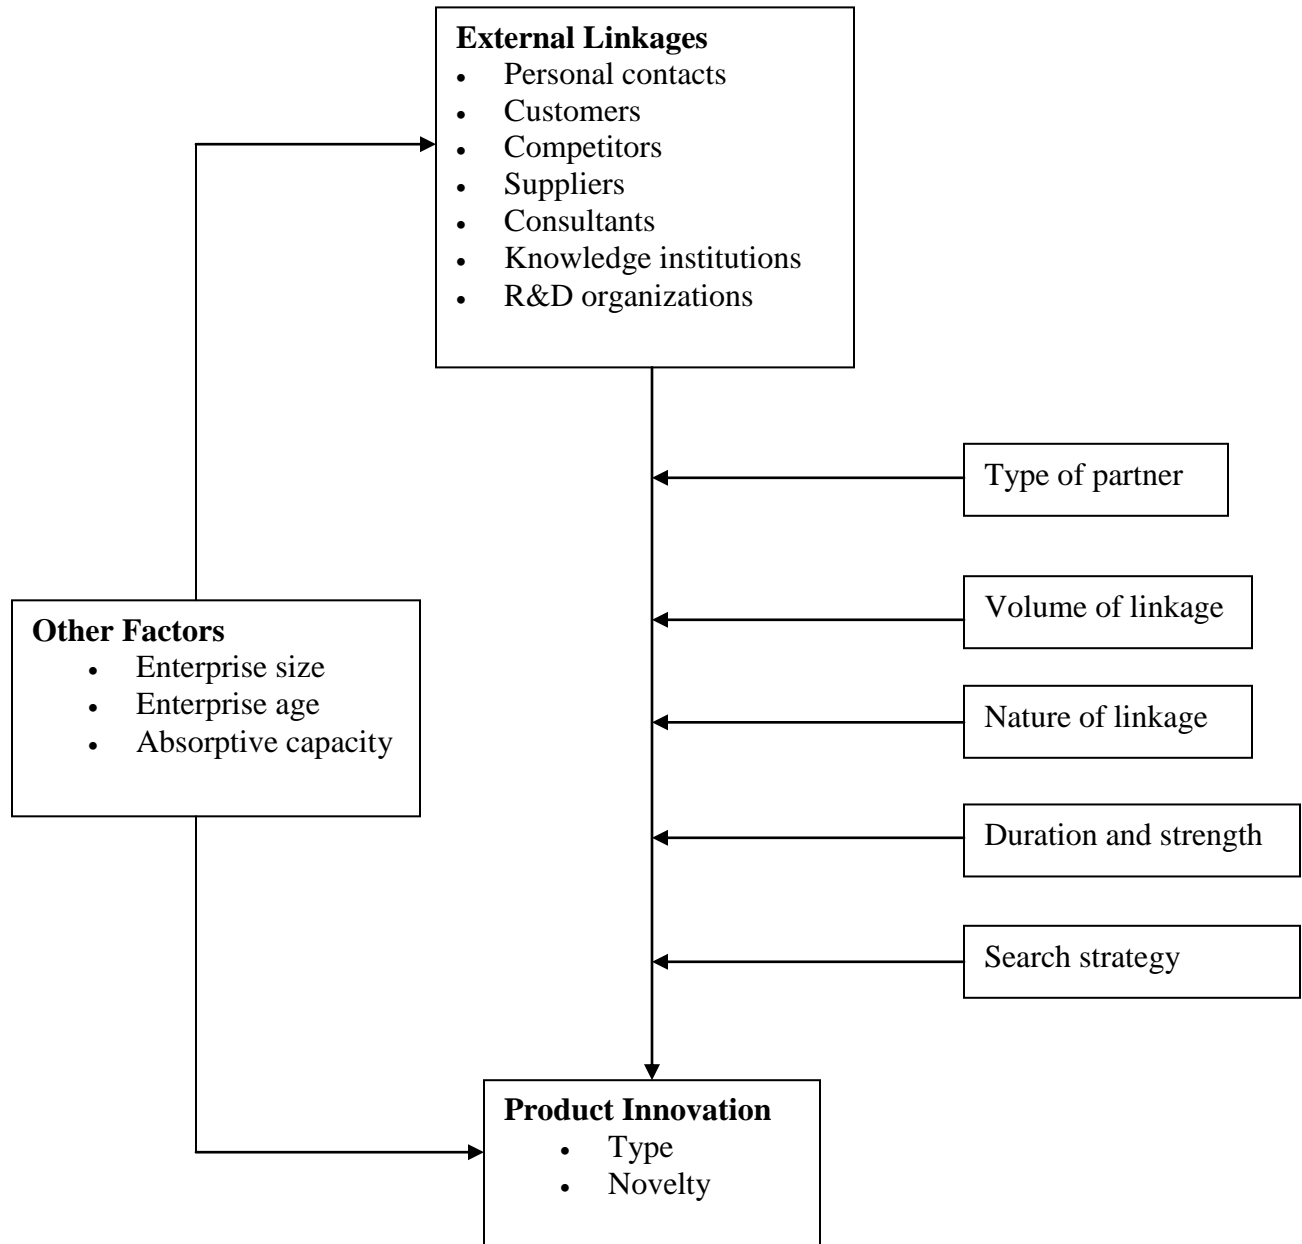 External Linkages
• Personal contacts
• Customers
• Competitors
• Suppliers
• Consultants
• Knowledge institutions
• R&D organizations
Type of partner
Volume of linkage
Other Factors
• Enterprise size
• Enterprise age
• Absorptive capacity
Nature of linkage
Duration and strength
Search strategy
Product Innovation
• Type
• Novelty